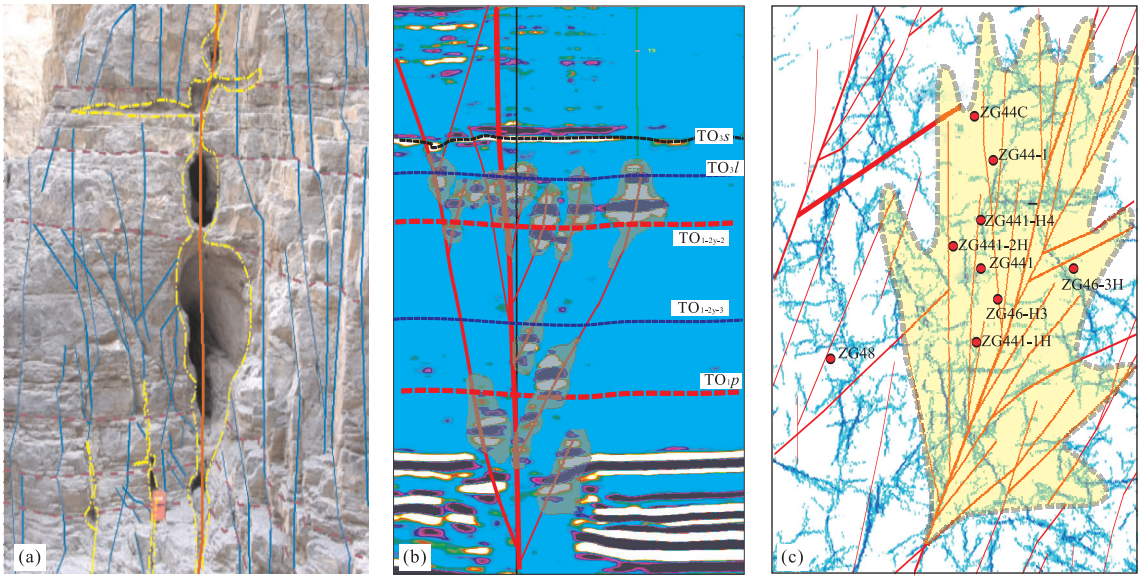 (a)
T9
TO₃s
TO₃l
TO₁₋₂y-2
TO₁₋₂y-3
TO₁p
(b)
ZG44C
ZG44-1
ZG441-H4
ZG441-2H
ZG441
ZG46-3H
ZG46-H3
ZG441-1H
ZG48
(c)